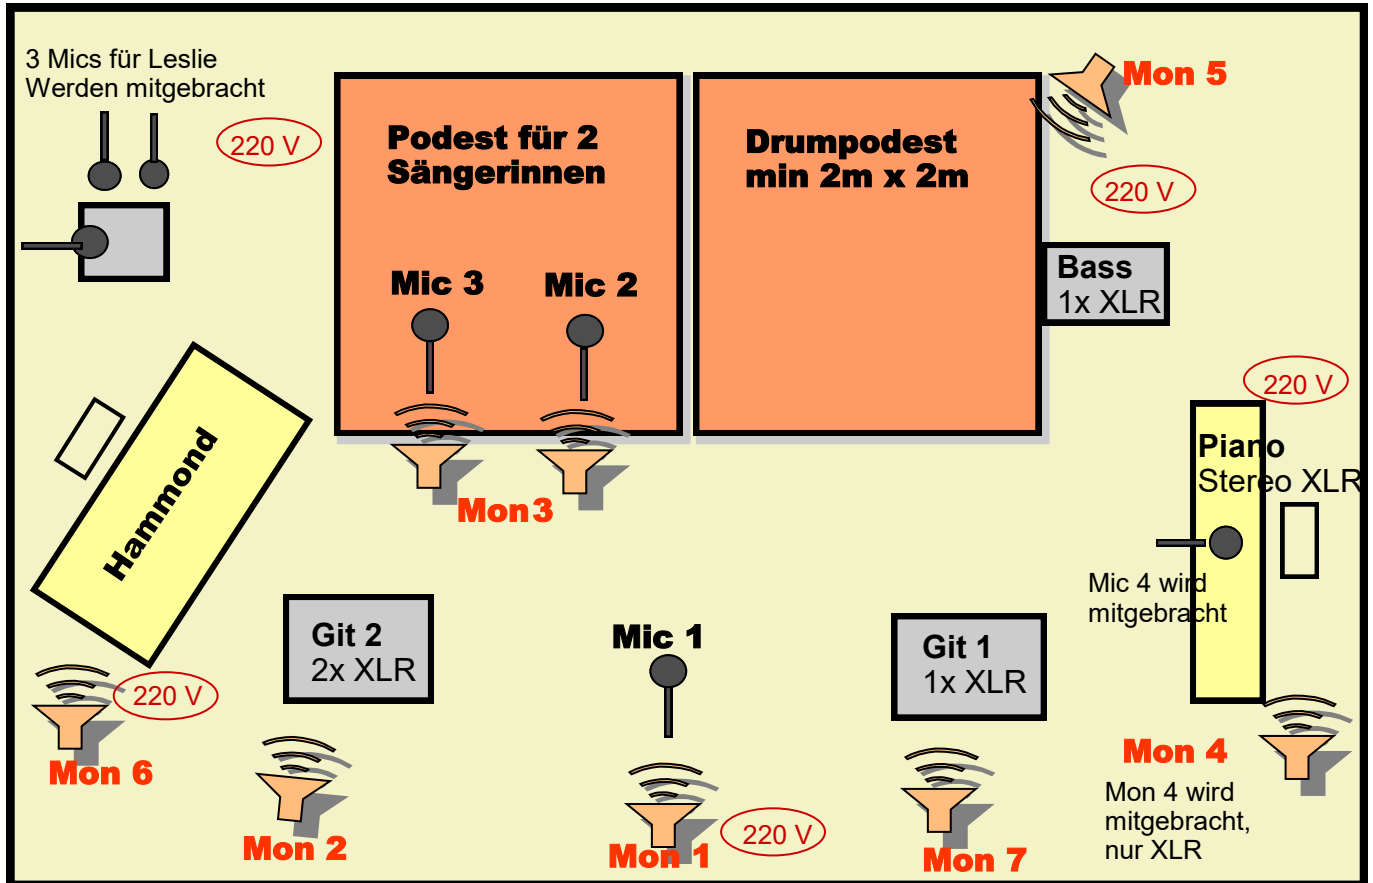 3 Mics für Leslie
Werden mitgebracht
220 V
Podest für 2
Sängerinnen
Drumpodest
min 2m x 2m
Mon 5
220 V
Bass
1x XLR
Mic 3
Mic 2
220 V
Piano
Stereo XLR
Hammond
Mon 3
Mic 4 wird
mitgebracht
Git 2
2x XLR
Mic 1
Git 1
1x XLR
220 V
Mon 6
Mon 2
Mon 1
220 V
Mon 7
Mon 4
Mon 4 wird
mitgebracht,
nur XLR